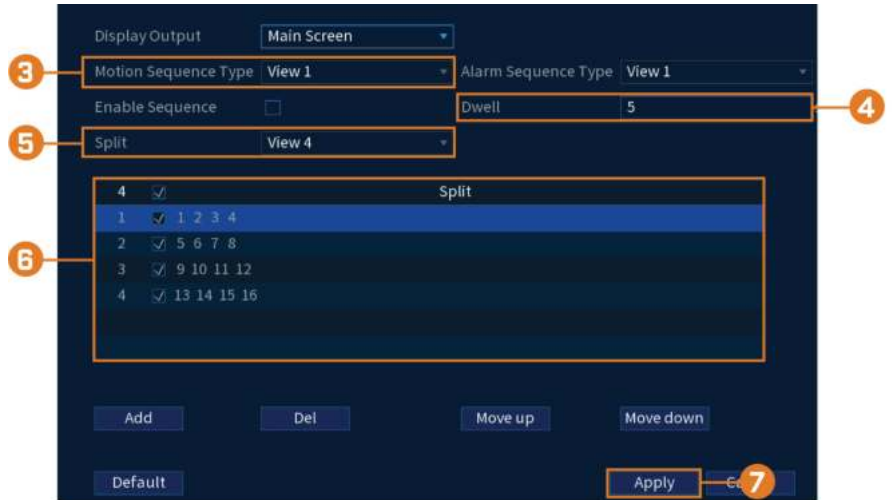 Display Output Main Screen
3 Motion Sequence Type View 1 Alarm Sequence Type View 1
Enable Sequence Dwell 5 4
5 Split View 4
4 Split
1 1 2 3 4
2 5 6 7 8
6
3 9 10 11 12
4 13 14 15 16
Add Del Move up Move down
Default Apply 7